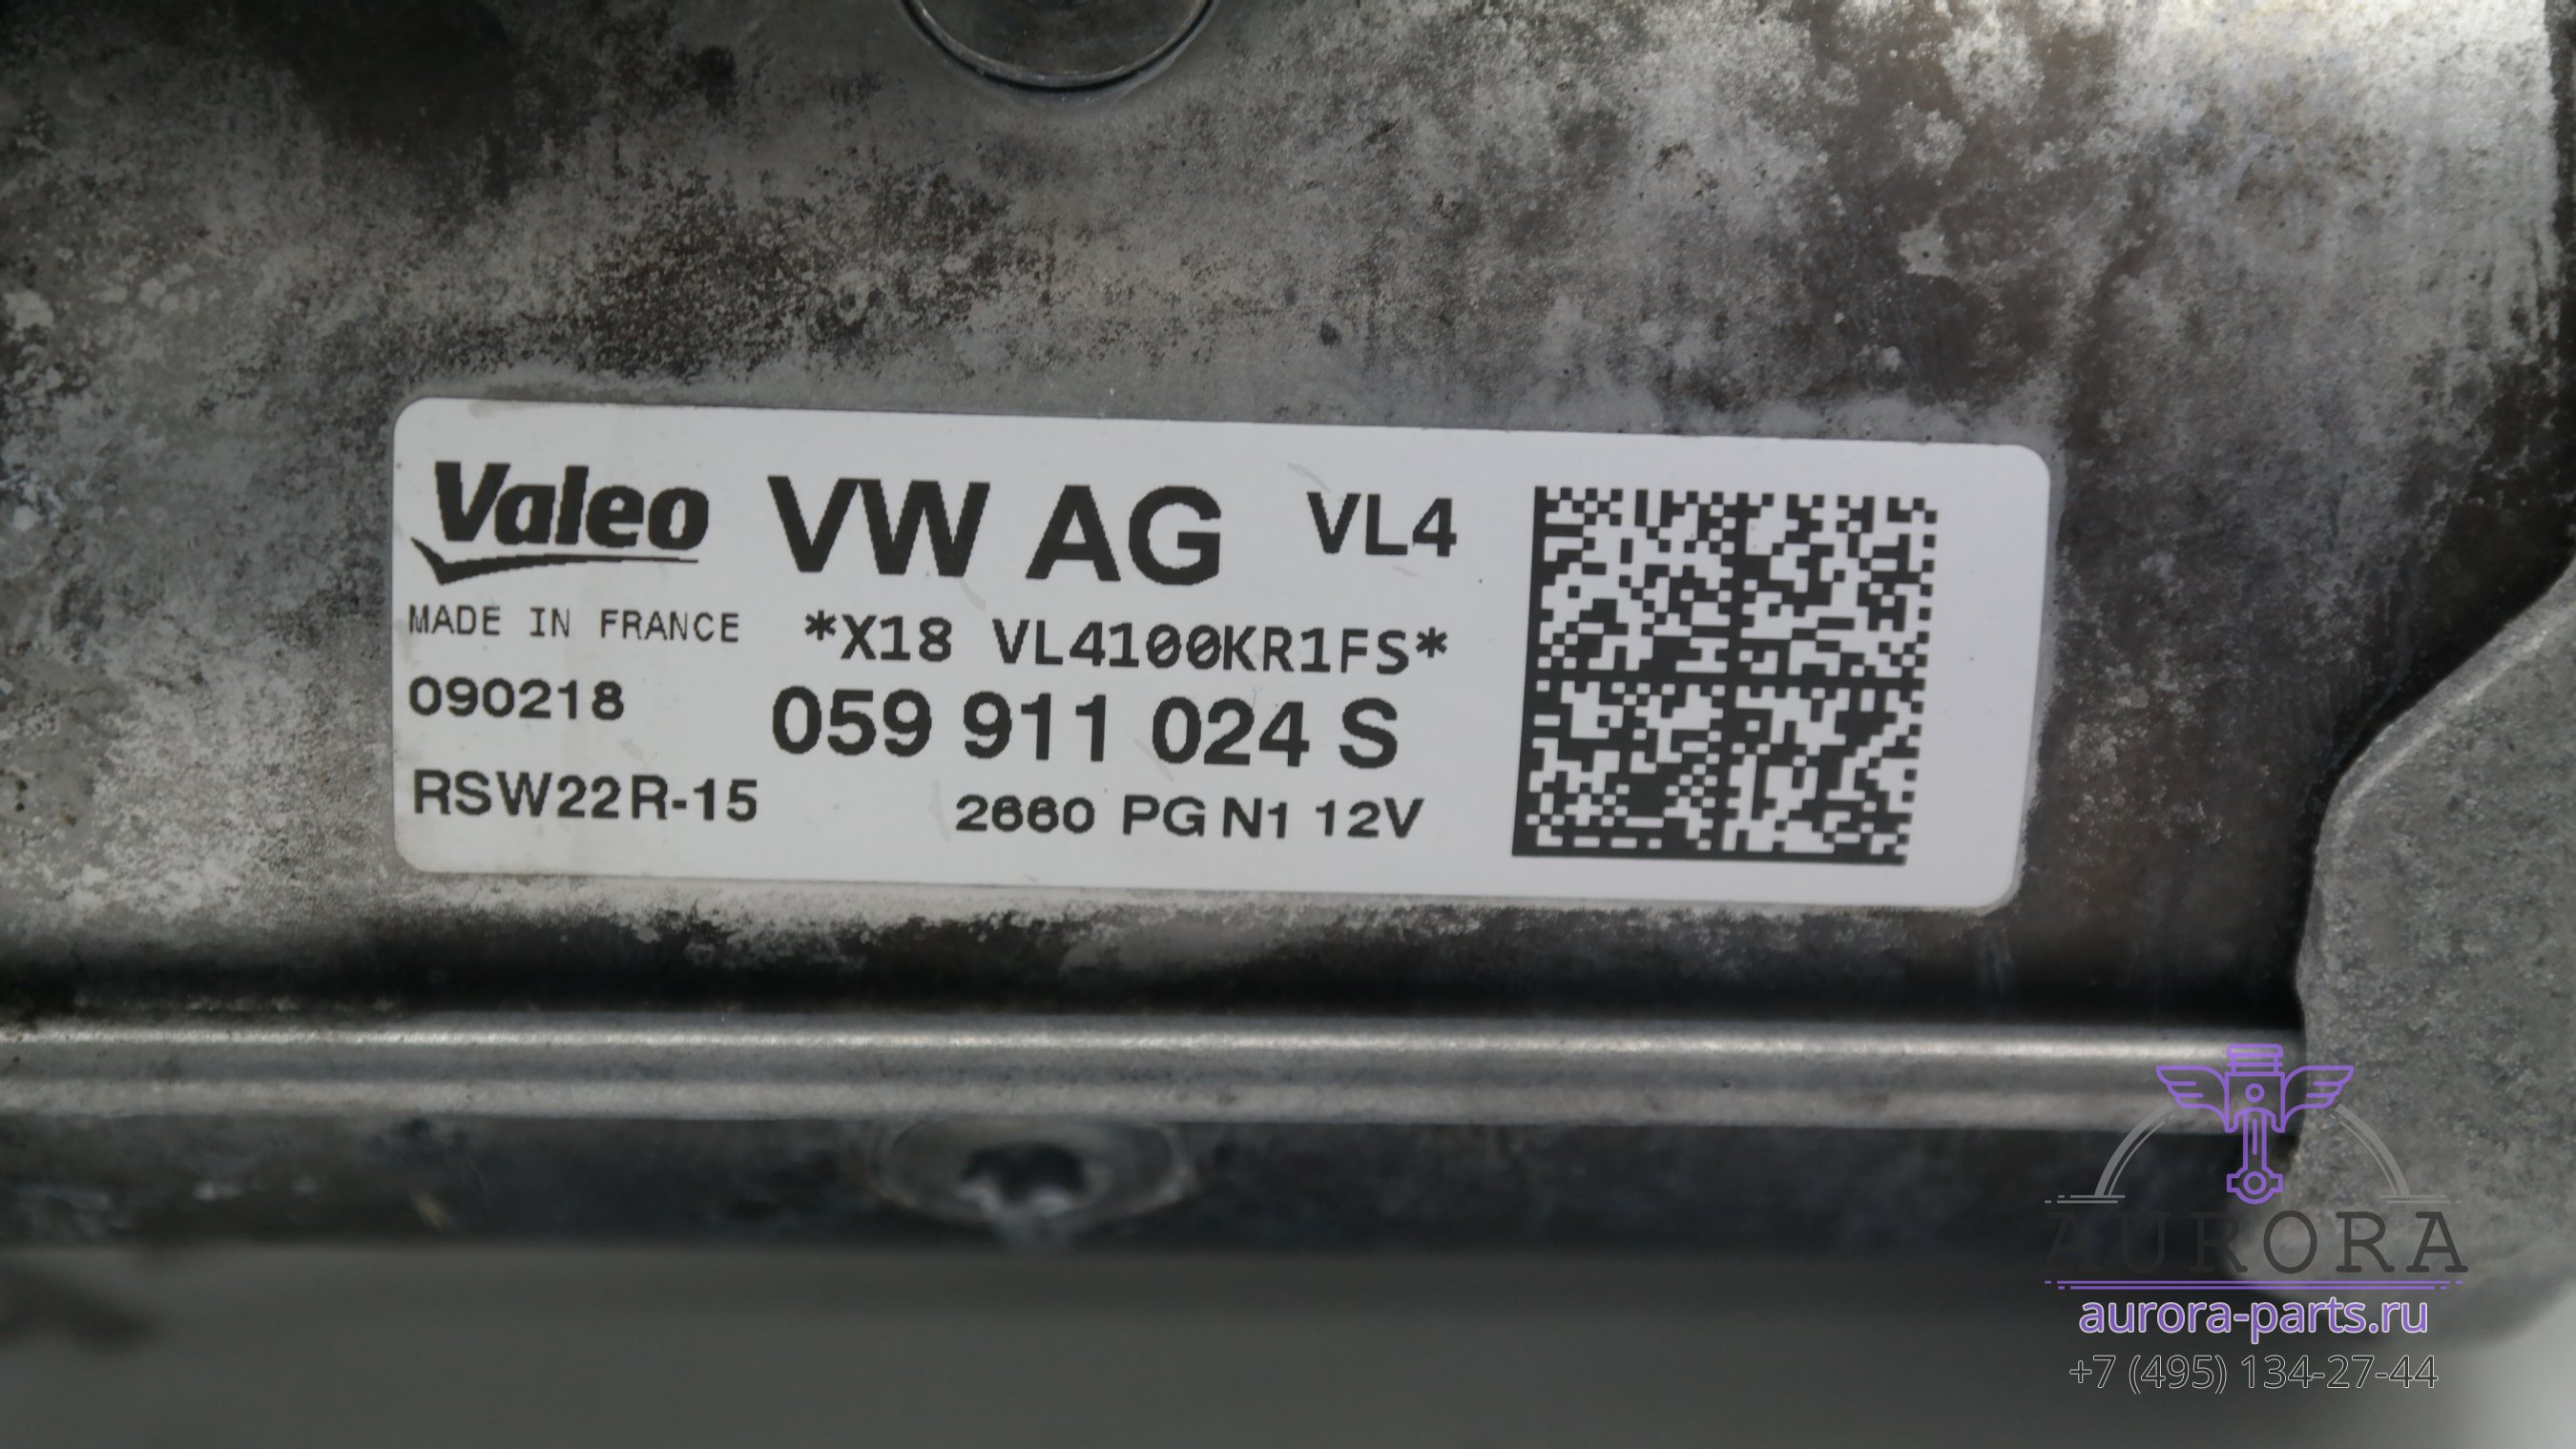 Valeo VW AG VL4
MADE IN FRANCE *X18 VL4100KR1FS*
090218 059 911 024 S
RSW22R-15 2660 PG N1 12V
AURORA
aurora-parts.ru
+7 (495) 134-27-44